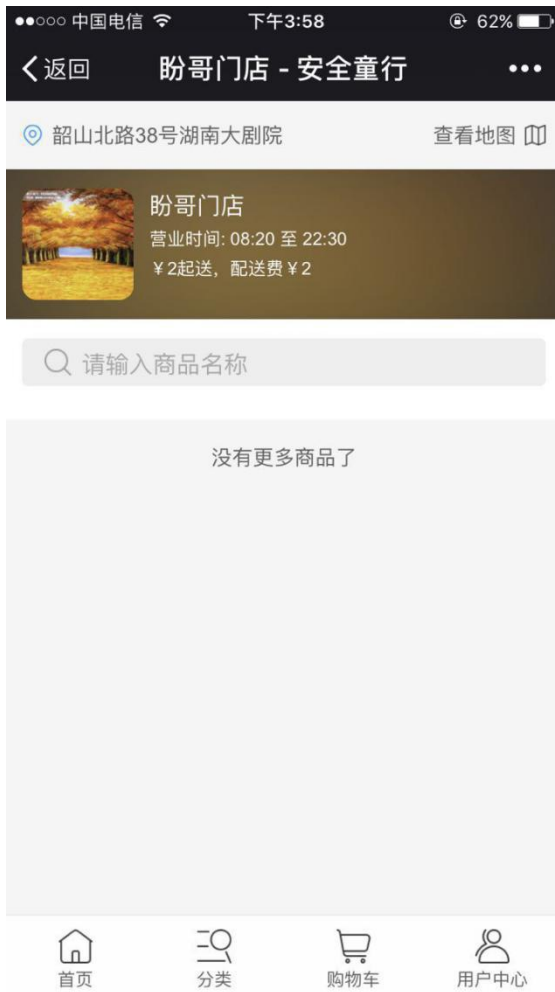 中国电信 下午3:58 62%
返回 盼哥门店 - 安全童行
韶山北路38号湖南大剧院 查看地图
盼哥门店
营业时间: 08:20 至 22:30
￥2起送，配送费￥2
请输入商品名称
没有更多商品了
首页 分类 购物车 用户中心